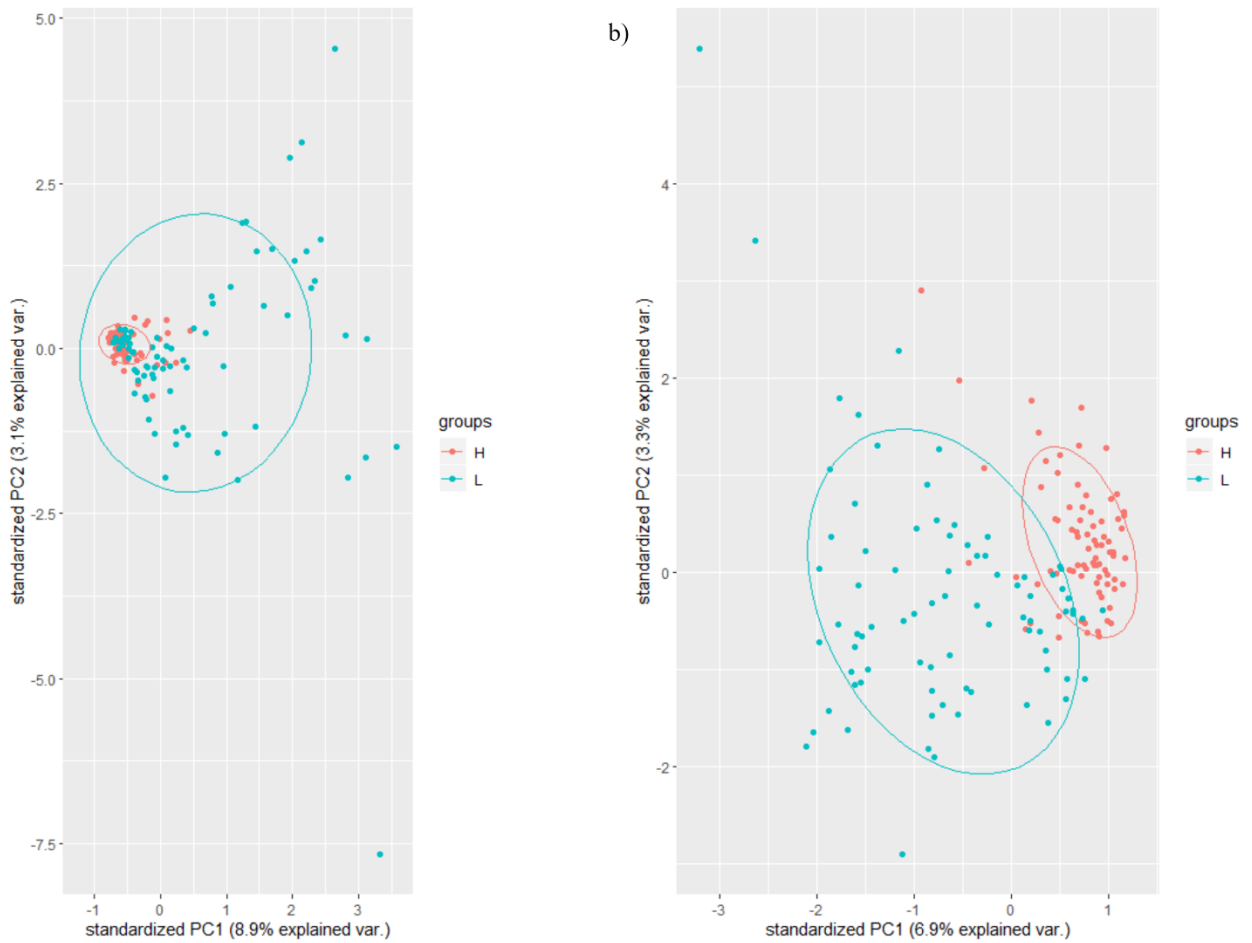 5.0
2.5
0.0
-2.5
-5.0
-7.5
standardized PC2 (3.1% explained var.)
-1 0 1 2 3
standardized PC1 (8.9% explained var.)
groups
H
L
b)
4
2
0
-2
standardized PC2 (3.3% explained var.)
-3 -2 -1 0 1
standardized PC1 (6.9% explained var.)
groups
H
L